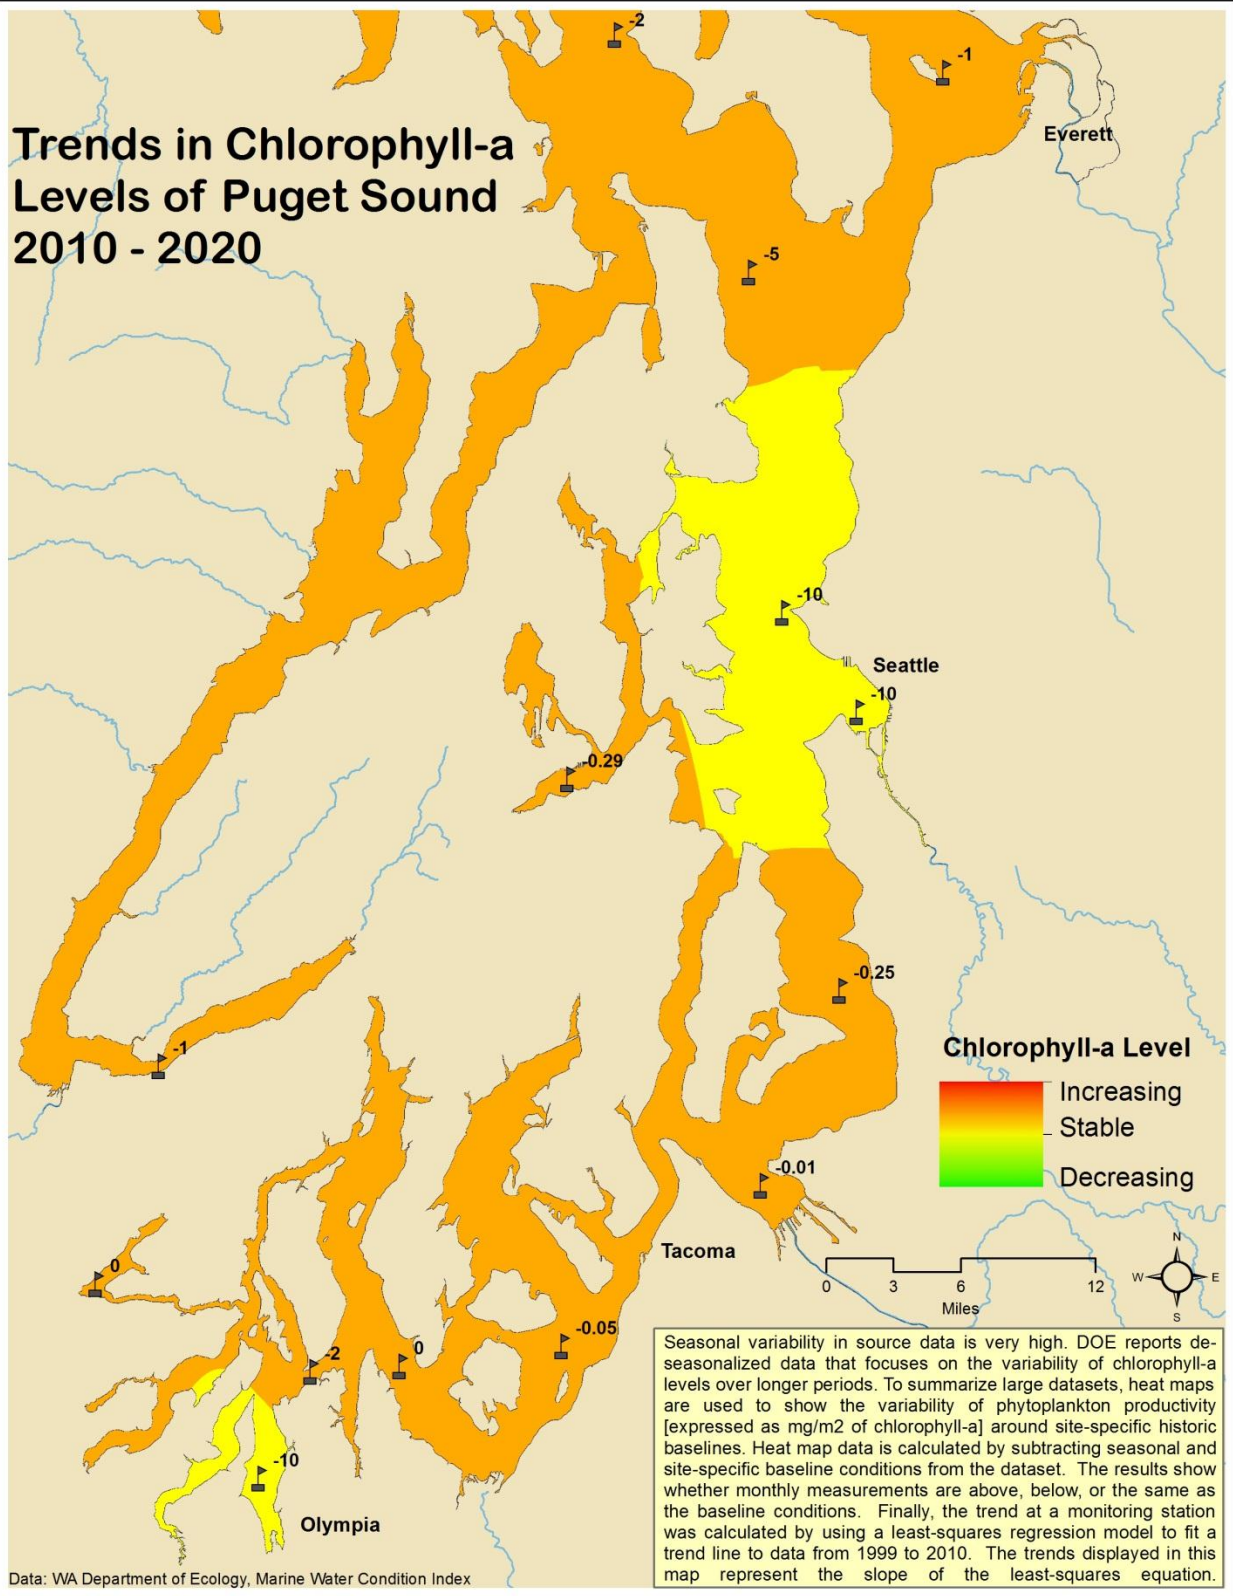 -2
-1
Trends in Chlorophyll-a
Levels of Puget Sound
2010 - 2020
Everett
-5
-10
Seattle
-10
-0.29
-0.25
-1
Chlorophyll-a Level
Increasing
Stable
Decreasing
-0.01
Tacoma
0
N
W E
S
0 3 6 12
Miles
-0.05
-2
0
-10
Olympia
Seasonal variability in source data is very high. DOE reports de-
seasonalized data that focuses on the variability of chlorophyll-a
levels over longer periods. To summarize large datasets, heat maps
are used to show the variability of phytoplankton productivity
[expressed as mg/m2 of chlorophyll-a] around site-specific historic
baselines. Heat map data is calculated by subtracting seasonal and
site-specific baseline conditions from the dataset. The results show
whether monthly measurements are above, below, or the same as
the baseline conditions. Finally, the trend at a monitoring station
was calculated by using a least-squares regression model to fit a
trend line to data from 1999 to 2010. The trends displayed in this
map represent the slope of the least-squares equation.
Data: WA Department of Ecology, Marine Water Condition Index